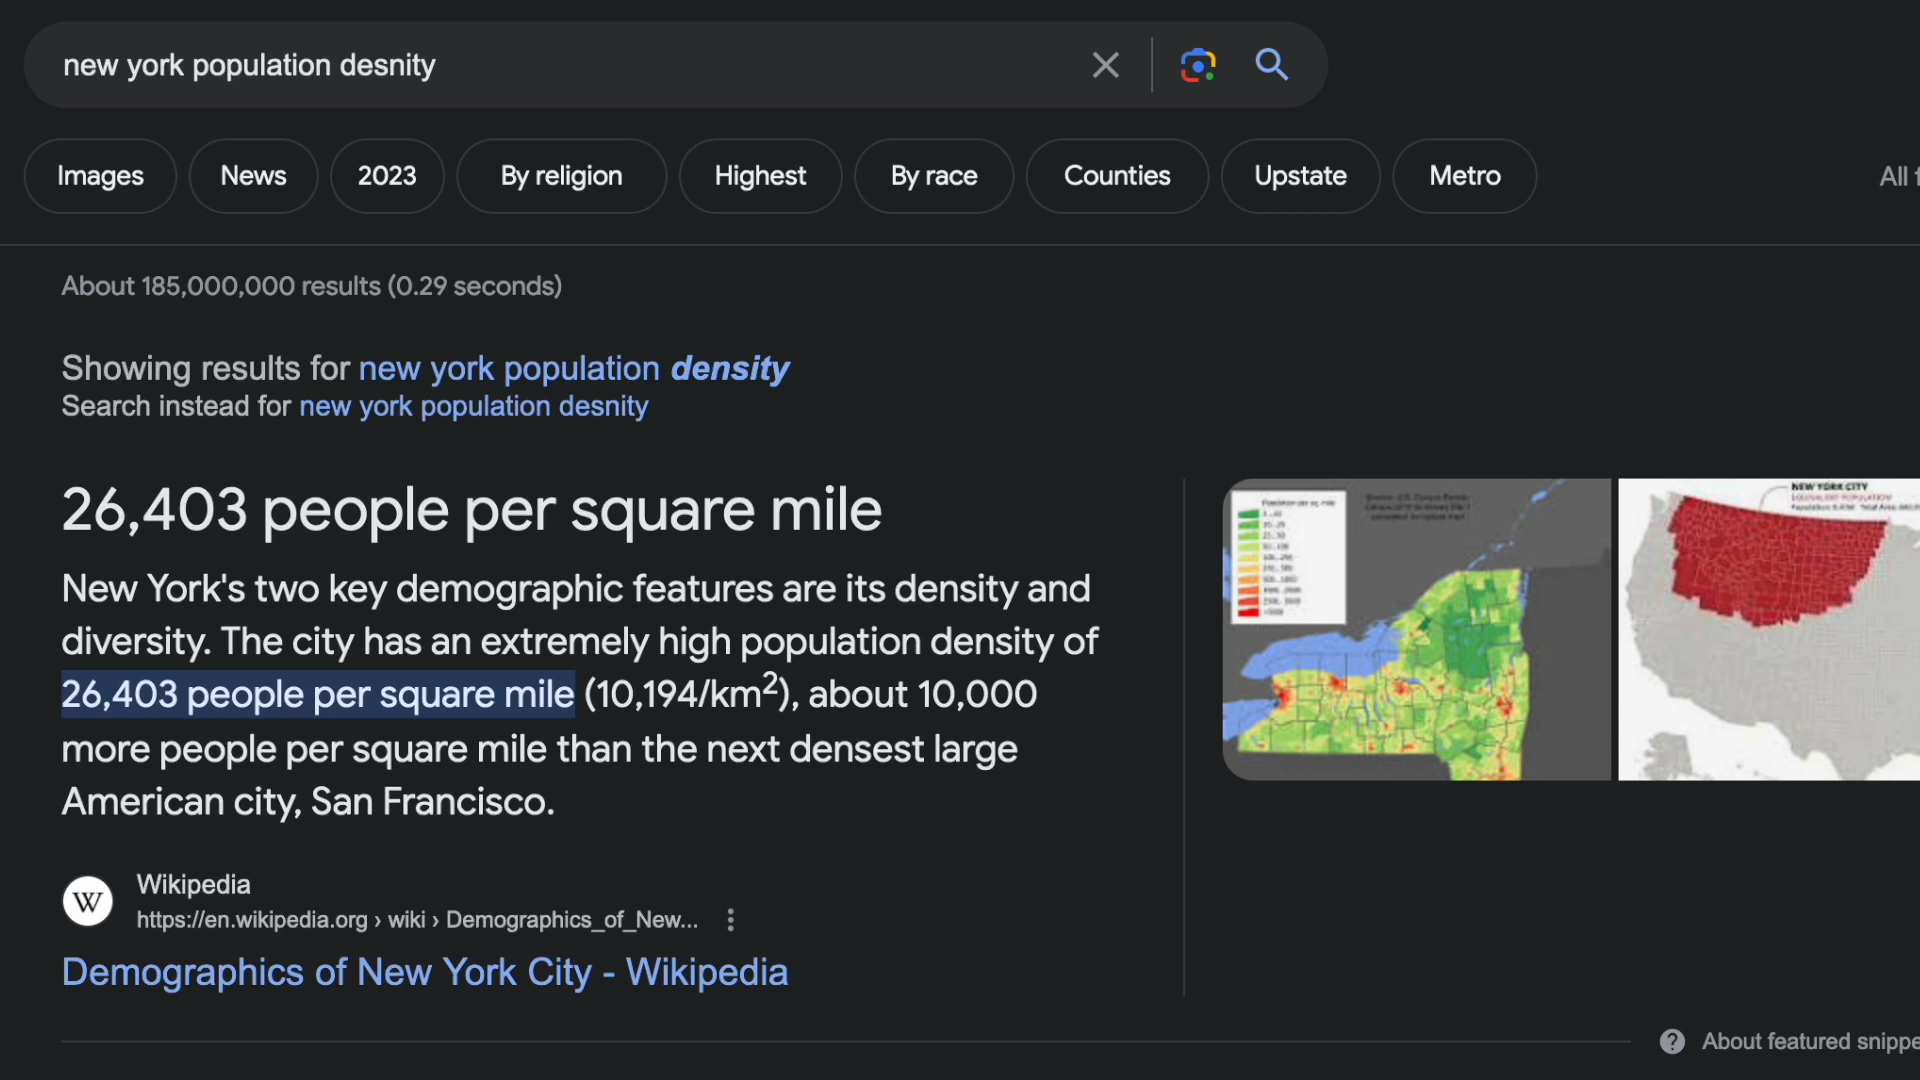 new york population desnity
Images
News
2023
By religion
Highest
By race
Counties
Upstate
Metro
All
About 185,000,000 results (0.29 seconds)
Showing results for new york population density
Search instead for new york population desnity
26,403 people per square mile
New York's two key demographic features are its density and
diversity. The city has an extremely high population density of
26,403 people per square mile (10,194/km²), about 10,000
more people per square mile than the next densest large
American city, San Francisco.
NEW YORK CITY
Wikipedia
https://en.wikipedia.org › wiki › Demographics_of_New...
Demographics of New York City - Wikipedia
About featured snippe